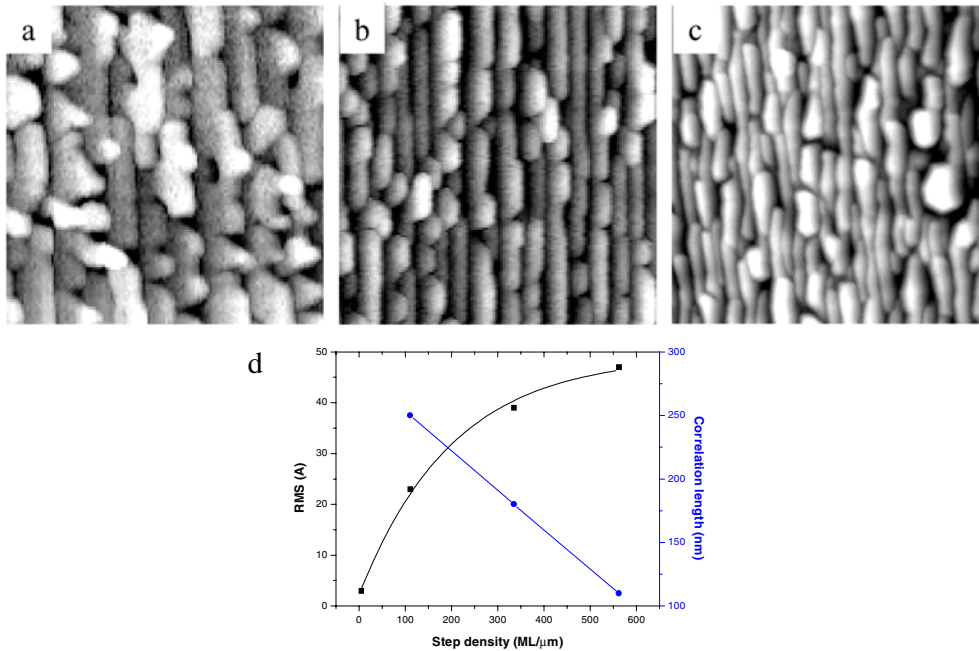 a
b
c
d
50
40
30
20
10
0
RMS (A)
300
250
200
150
100
Correlation length (nm)
0 100 200 300 400 500 600
Step density (ML/μm)